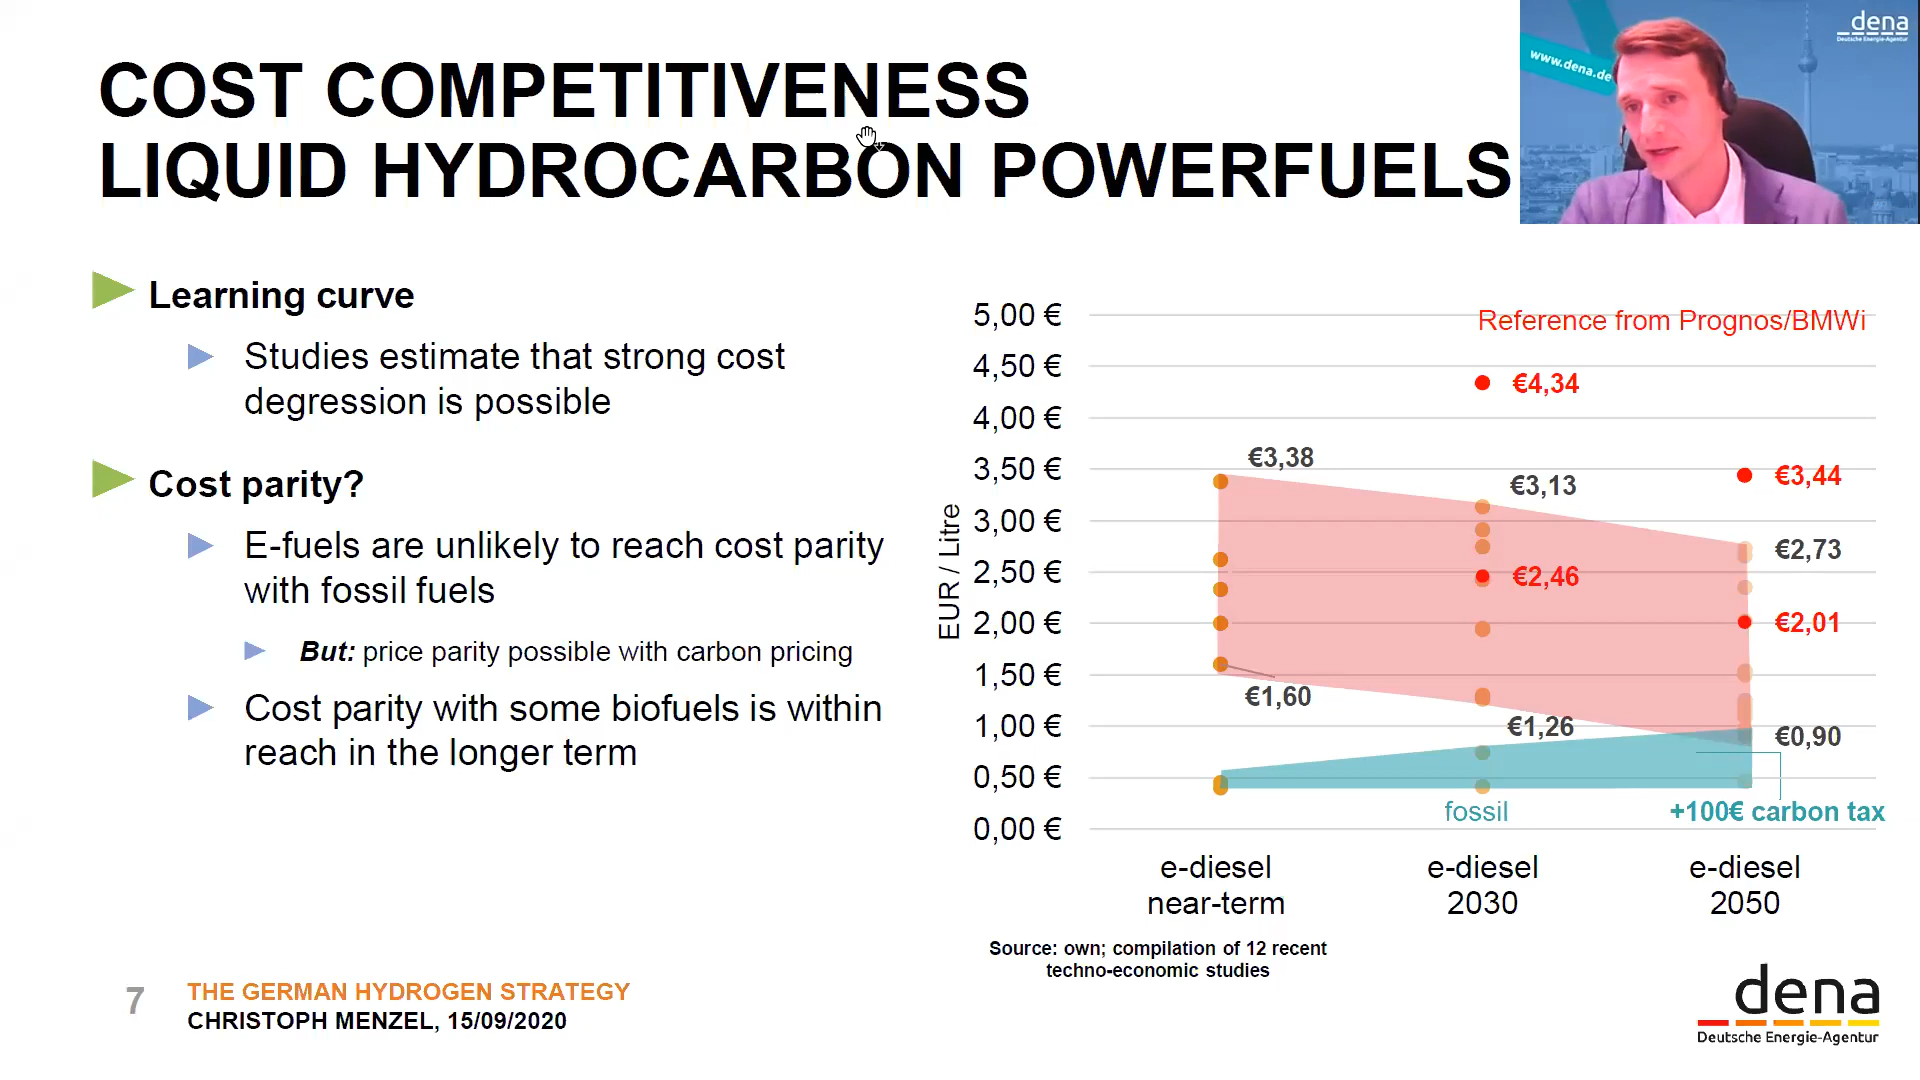 COST COMPETITIVENESS
LIQUID HYDROCARBON POWERFUELS
www.dena.de
dena
Deutsche Energie-Agentur
Learning curve
Studies estimate that strong cost
degression is possible
Cost parity?
E-fuels are unlikely to reach cost parity
with fossil fuels
But: price parity possible with carbon pricing
Cost parity with some biofuels is within
reach in the longer term
EUR / Litre
5,00 €
4,50 €
4,00 €
3,50 €
3,00 €
2,50 €
2,00 €
1,50 €
1,00 €
0,50 €
0,00 €
Reference from Prognos/BMWi
€4,34
€3,38
€3,13
€3,44
€2,73
€2,46
€2,01
€1,60
€1,26
€0,90
fossil
+100€ carbon tax
e-diesel
near-term
e-diesel
2030
e-diesel
2050
Source: own; compilation of 12 recent
techno-economic studies
7
THE GERMAN HYDROGEN STRATEGY
CHRISTOPH MENZEL, 15/09/2020
dena
Deutsche Energie-Agentur